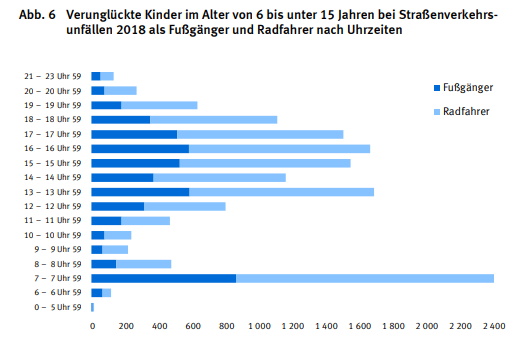 Abb. 6 Verunglückte Kinder im Alter von 6 bis unter 15 Jahren bei Straßenverkehrs-
unfällen 2018 als Fußgänger und Radfahrer nach Uhrzeiten
21 – 23 Uhr 59
20 – 20 Uhr 59
19 – 19 Uhr 59
18 – 18 Uhr 59
17 – 17 Uhr 59
16 – 16 Uhr 59
15 – 15 Uhr 59
14 – 14 Uhr 59
13 – 13 Uhr 59
12 – 12 Uhr 59
11 – 11 Uhr 59
10 – 10 Uhr 59
9 – 9 Uhr 59
8 – 8 Uhr 59
7 – 7 Uhr 59
6 – 6 Uhr 59
0 – 5 Uhr 59
Fußgänger
Radfahrer
0 200 400 600 800 1 000 1 200 1 400 1 600 1 800 2 000 2 200 2 400